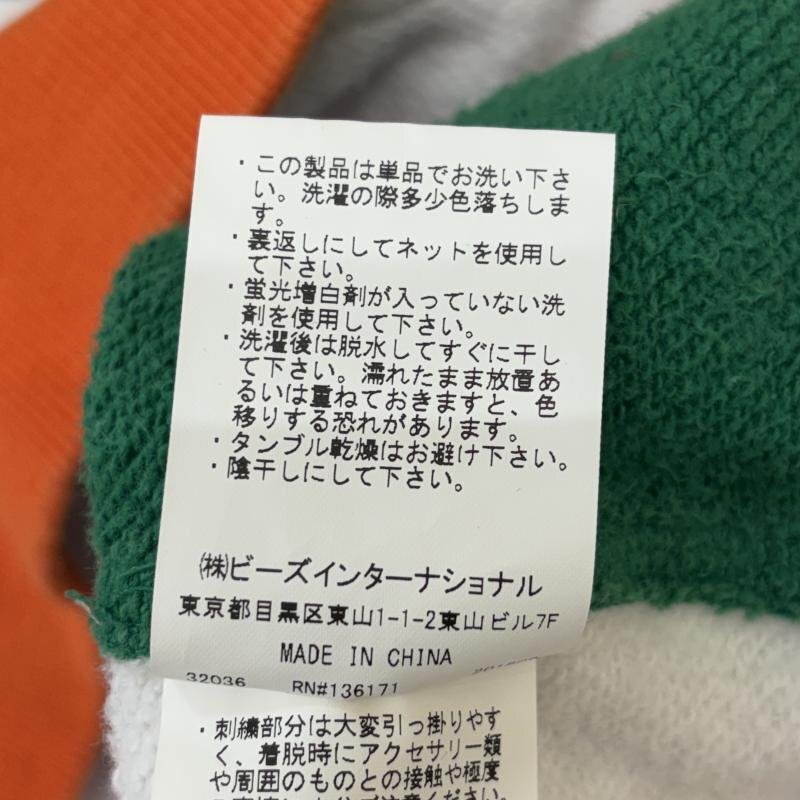 ・この製品は単品でお洗い下さ
い。洗濯の際多少色落ちしま
す。
・裏返しにしてネットを使用し
て下さい。
・蛍光増白剤が入っていない洗
剤を使用して下さい。
・洗濯後は脱水してすぐに干し
て下さい。濡れたまま放置あ
るいは重ねておきますと、色
移りする恐れがあります。
・タンブル乾燥はお避け下さい。
・陰干しにして下さい。
(株)ビーズインターナショナル
東京都目黒区東山1-1-2東山ビル7F
MADE IN CHINA
32036 RN#136171
・刺繍部分は大変引っ掛りやす
く、着脱時にアクセサリー類
や周囲のものとの接触や極度
ください。